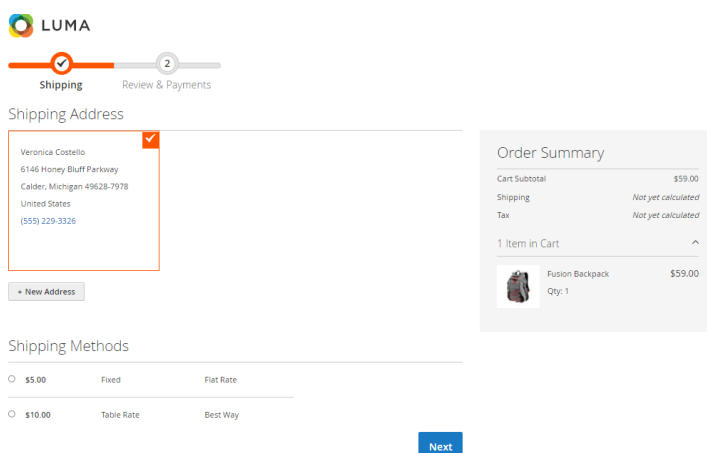 LUMA
2
Shipping
Review & Payments
Shipping Address
Veronica Costello
6146 Honey Bluff Parkway
Calder, Michigan 49628-7978
United States
(555) 229-3326
+ New Address
Shipping Methods
$5.00 Fixed Flat Rate
$10.00 Table Rate Best Way
Next
Order Summary
Cart Subtotal $59.00
Shipping Not yet calculated
Tax Not yet calculated
1 Item in Cart
Fusion Backpack $59.00
Qty: 1